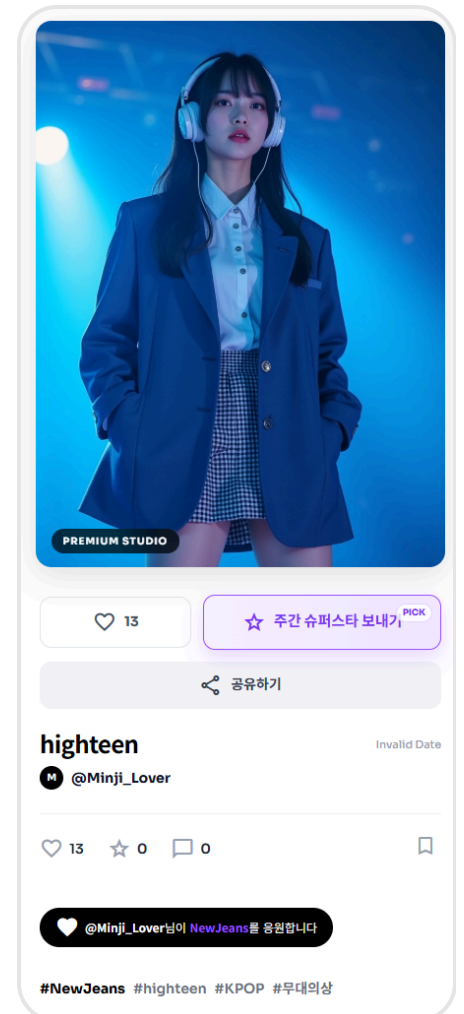 PREMIUM STUDIO
13
주간 슈퍼스타 보내기
PICK
공유하기
highteen
Invalid Date
M @Minji_Lover
13 0 0
@Minji_Lover님이 NewJeans를 응원합니다
#NewJeans #highteen #KPOP #무대의상